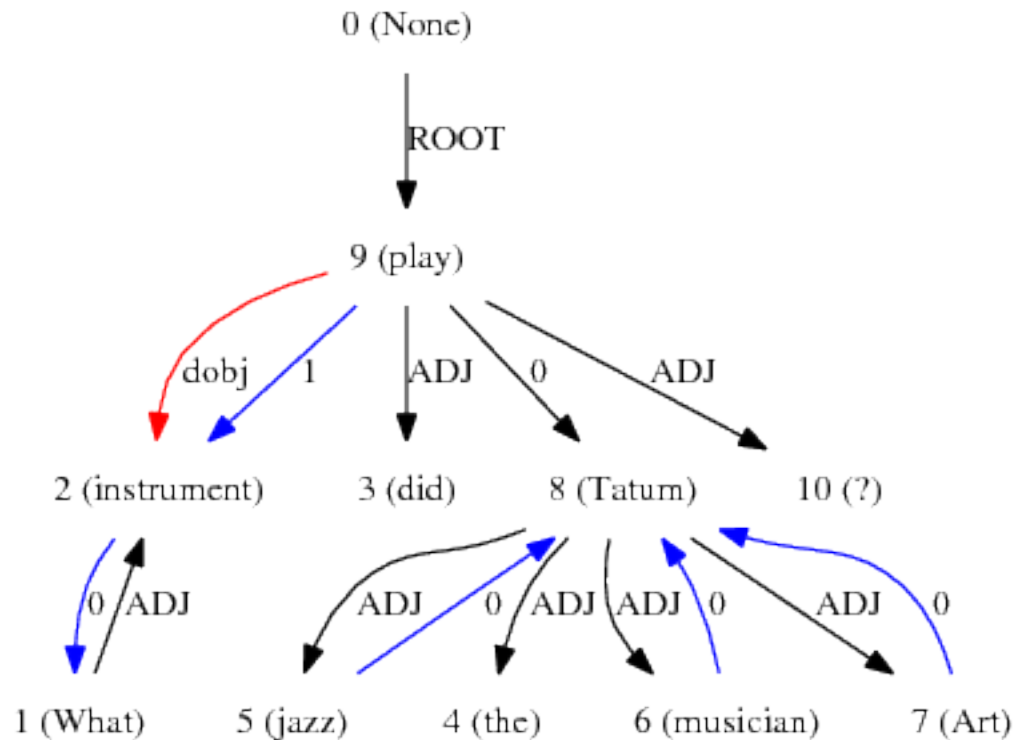 0 (None)
ROOT
9 (play)
dobj 1 ADJ 0 ADJ
2 (instrument) 3 (did) 8 (Tatum) 10 (?)
0 ADJ ADJ 0 ADJ ADJ 0 ADJ 0
1 (What) 5 (jazz) 4 (the) 6 (musician) 7 (Art)